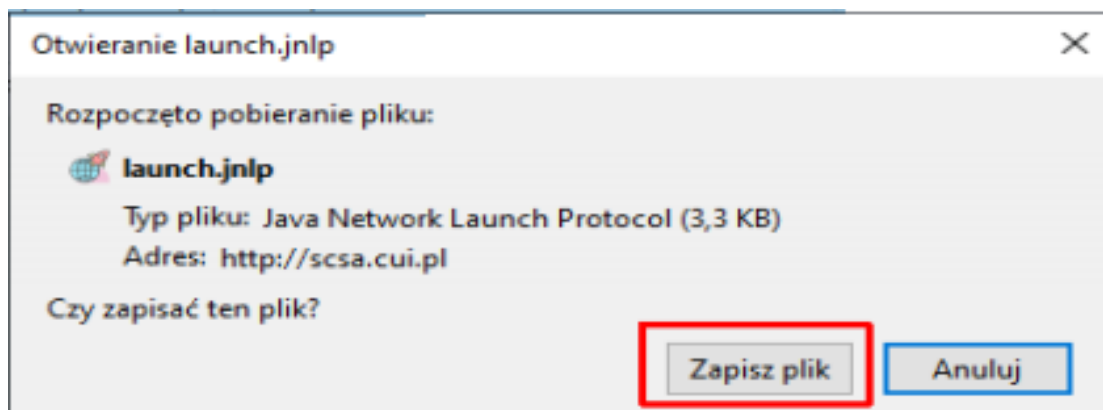 Otwieranie launch.jnlp
Rozpoczęto pobieranie pliku:
launch.jnlp
Typ pliku: Java Network Launch Protocol (3,3 KB)
Adres: http://scsa.cui.pl
Czy zapisać ten plik?
Zapisz plik Anuluj